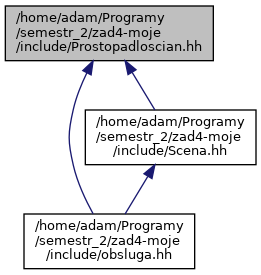 /home/adam/Programy
/semestr_2/zad4-moje
/include/Prostopadloscian.hh
/home/adam/Programy
/semestr_2/zad4-moje
/include/Scena.hh
/home/adam/Programy
/semestr_2/zad4-moje
/include/obsluga.hh